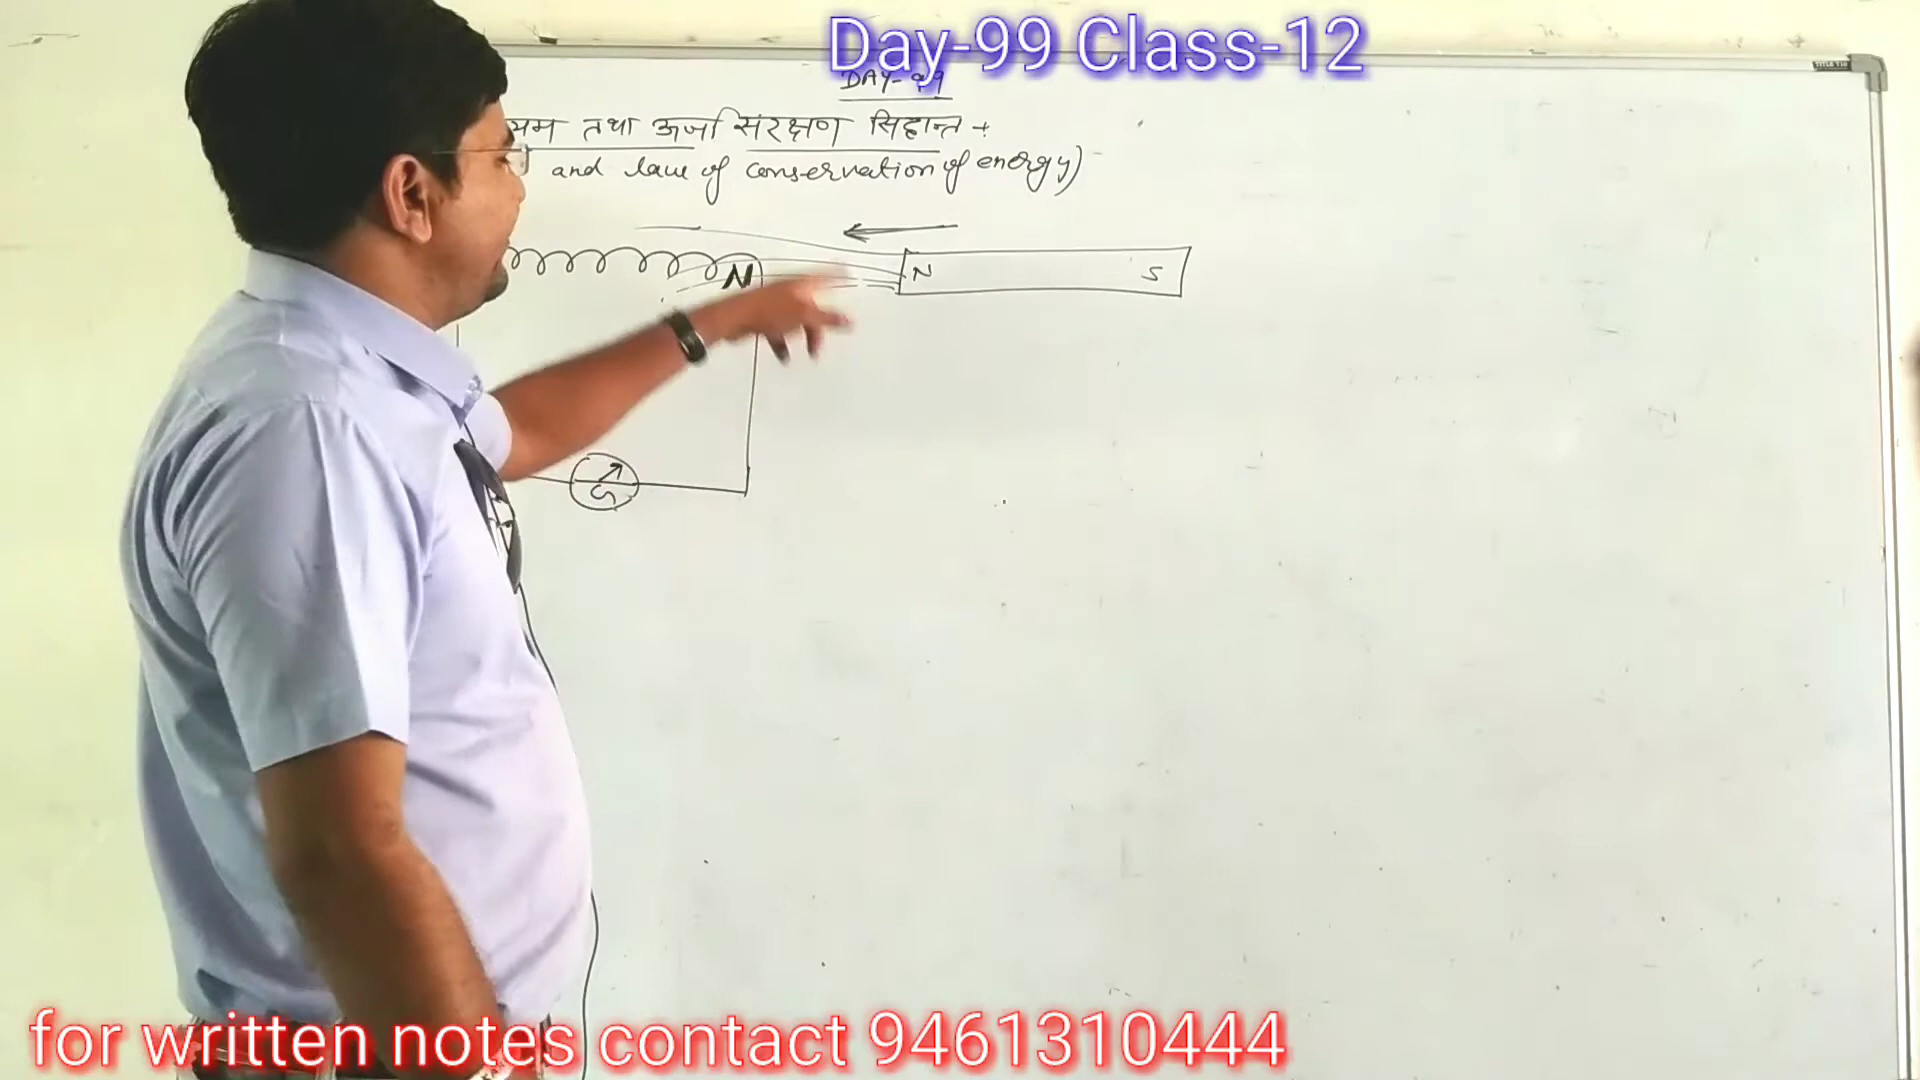 Day-99 Class-12
DAY-99
यम तथा ऊर्जा संरक्षण सिद्धान्त
and law of conservation of energy)
N
N S
G
for written notes contact 9461310444